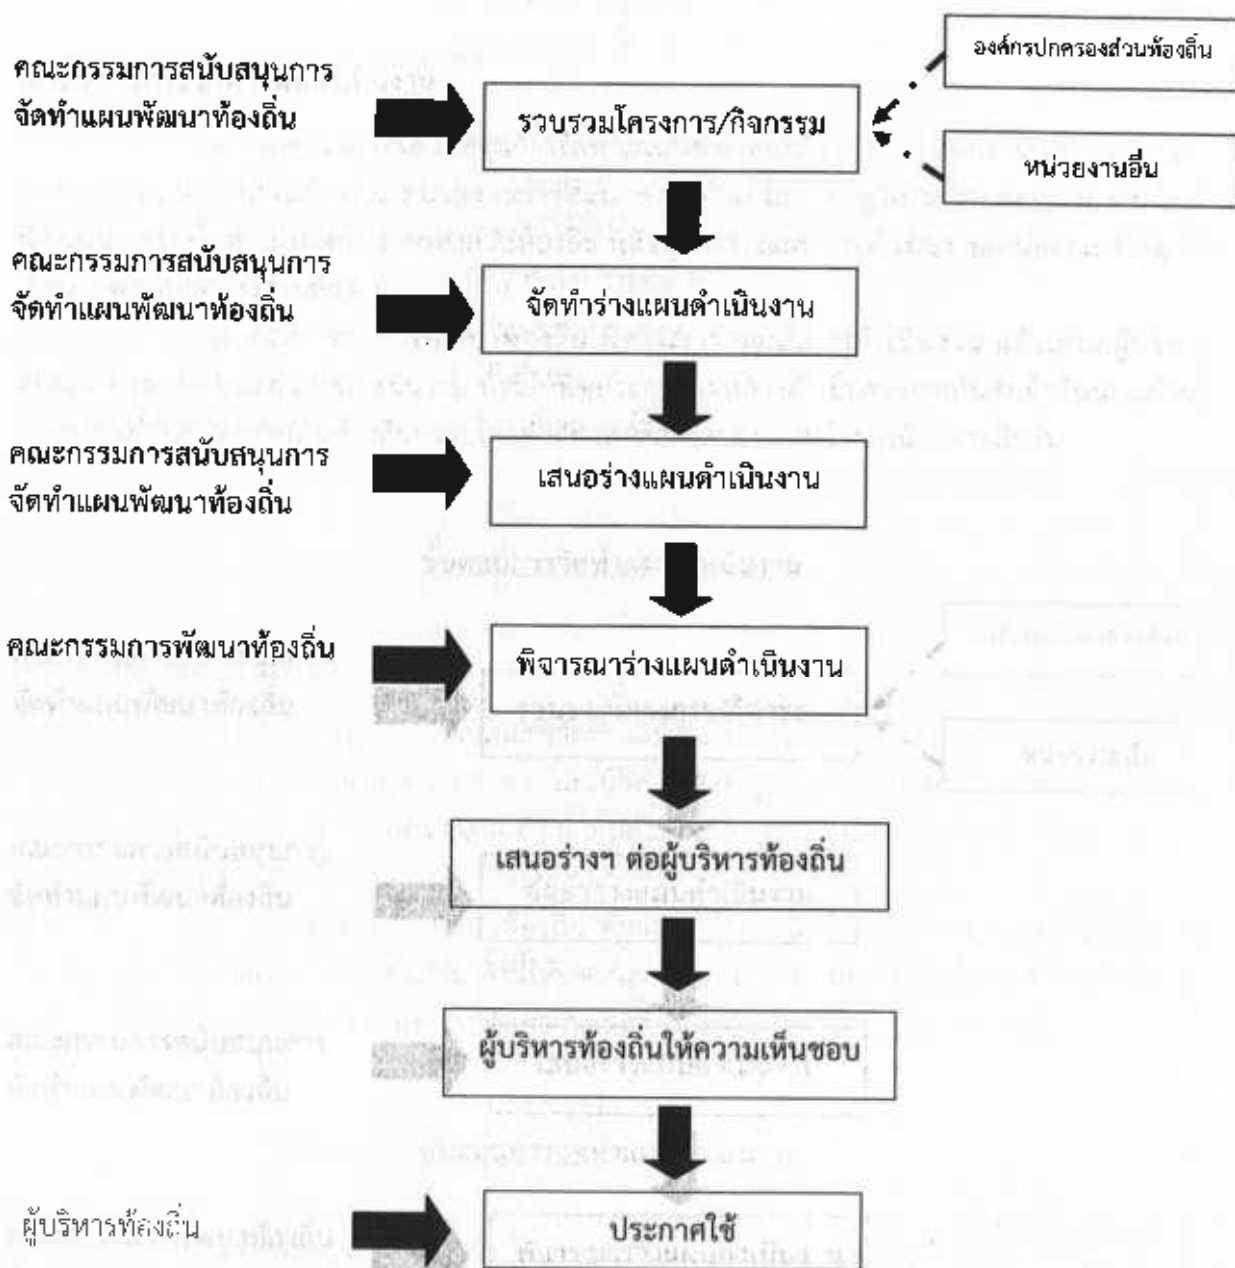 องค์กรปกครองส่วนท้องถิ่น
คณะกรรมการสนับสนุนการ
จัดทำแผนพัฒนาท้องถิ่น
รวบรวมโครงการ/กิจกรรม
หน่วยงานอื่น
คณะกรรมการสนับสนุนการ
จัดทำแผนพัฒนาท้องถิ่น
จัดทำร่างแผนดำเนินงาน
คณะกรรมการสนับสนุนการ
จัดทำแผนพัฒนาท้องถิ่น
เสนอร่างแผนดำเนินงาน
คณะกรรมการพัฒนาท้องถิ่น
พิจารณาร่างแผนดำเนินงาน
เสนอร่างฯ ต่อผู้บริหารท้องถิ่น
ผู้บริหารท้องถิ่นให้ความเห็นชอบ
ผู้บริหารท้องถิ่น
ประกาศใช้